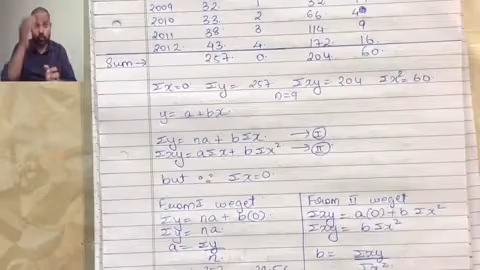 2009 32 1
2010 33 2 66 4
2011 38 3 114 9
2012 43 4 172 16
Sum→ 257 0 204 60
Σx=0 Σy= 257 Σxy= 204 Σx²= 60
n=9
y= a+bx
Σy= na+ bΣx → Ⅰ
Σxy= aΣx+ bΣx² → Ⅱ
but ∵ Σx=0.
From I we get
Σy= na+ b(0)
Σy= na
a= Σy/n
From II we get
Σxy= a(0)+ b Σx²
Σxy= b Σx²
b= Σxy/Σx²